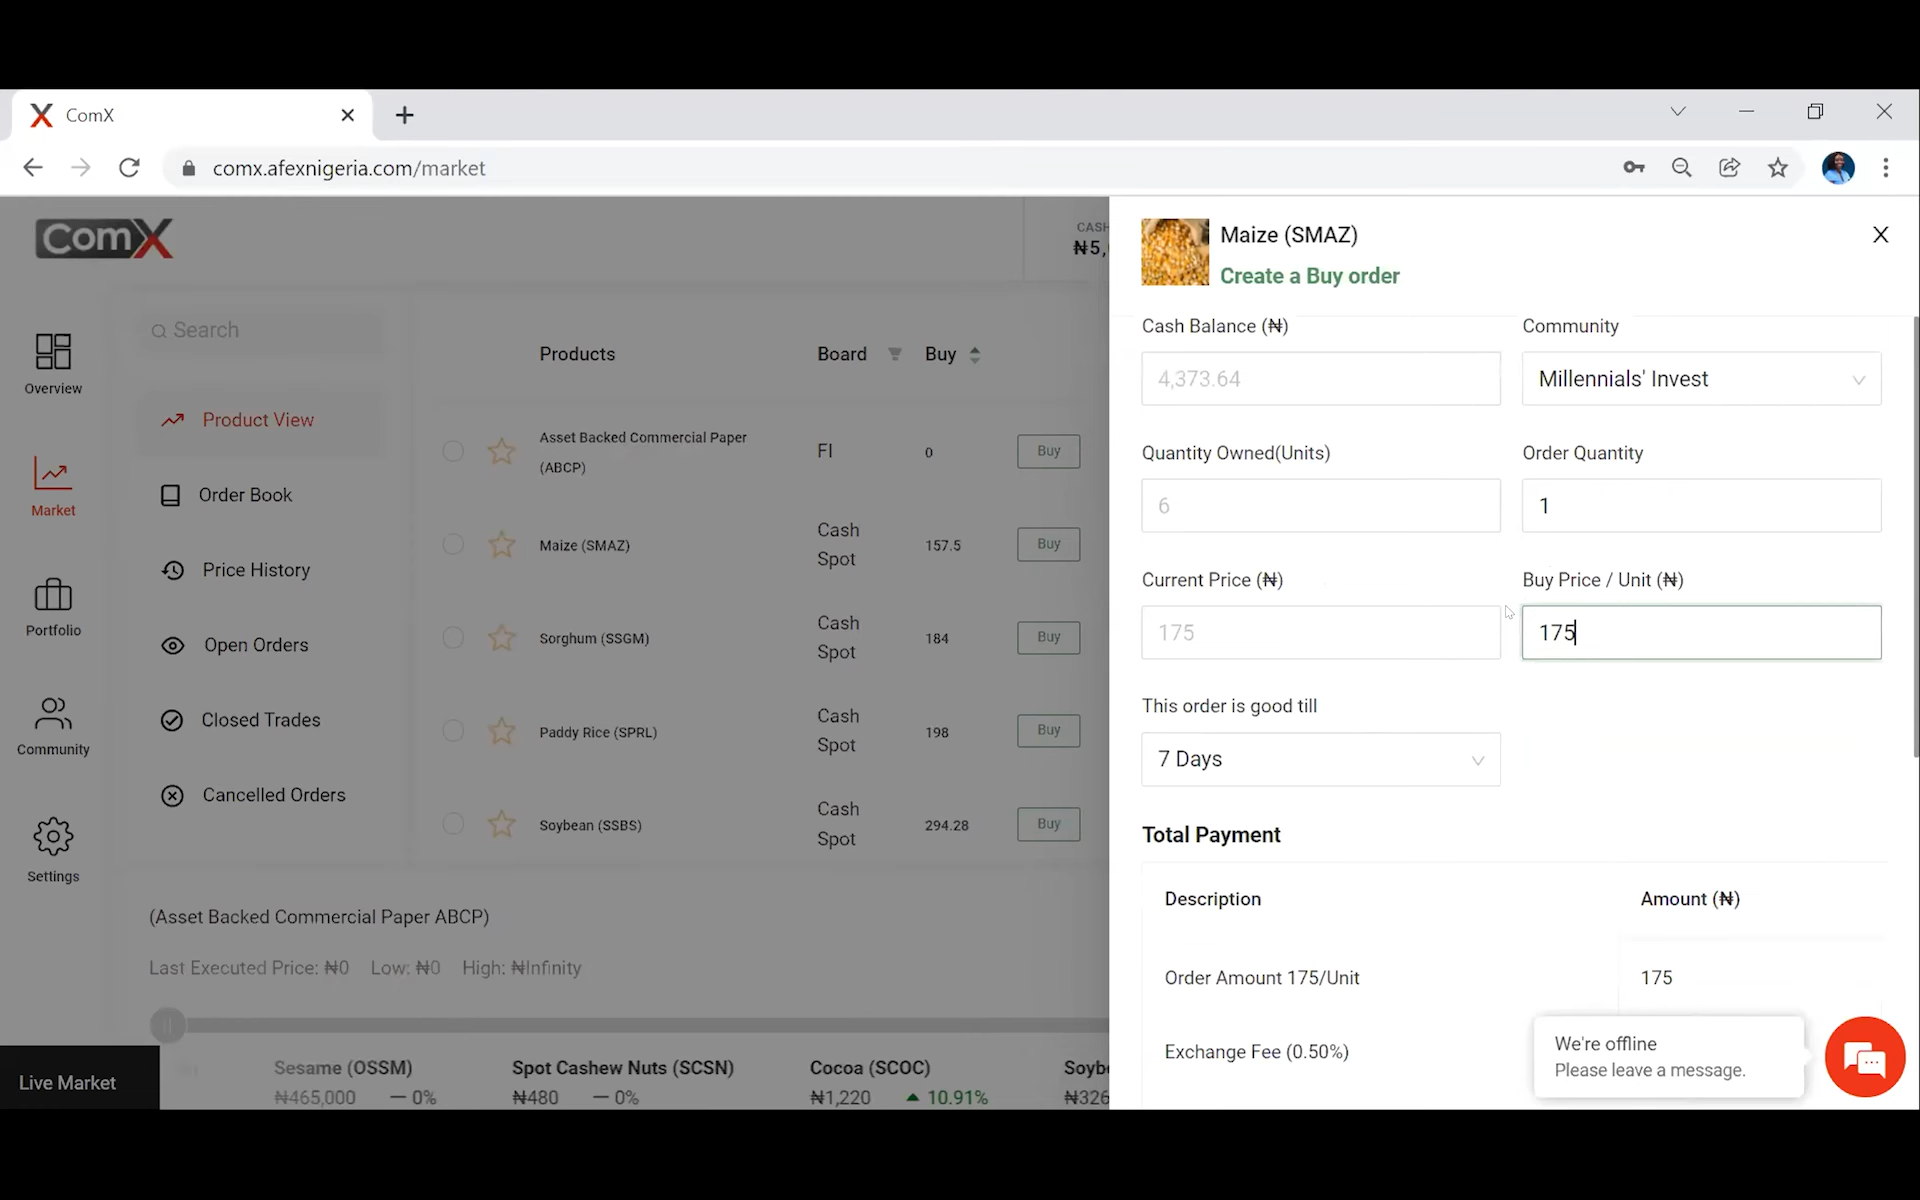 ComX
comx.afexnigeria.com/market
ComX
CASH
₦5,
Overview
Market
Portfolio
Community
Settings
Search
Product View
Order Book
Price History
Open Orders
Closed Trades
Cancelled Orders
Products Board Buy
Asset Backed Commercial Paper
(ABCP)
FI
0
Buy
Maize (SMAZ)
Cash
Spot
157.5
Buy
Sorghum (SSGM)
Cash
Spot
184
Buy
Paddy Rice (SPRL)
Cash
Spot
198
Buy
Soybean (SSBS)
Cash
Spot
294.28
Buy
(Asset Backed Commercial Paper ABCP)
Last Executed Price: ₦0 Low: ₦0 High: ₦Infinity
Live Market
Sesame (OSSM)
₦465,000 — 0%
Spot Cashew Nuts (SCSN)
₦480 — 0%
Cocoa (SCOC)
₦1,220 10.91%
Soyb
₦326
Maize (SMAZ)
X
Create a Buy order
Cash Balance (₦)
4,373.64
Community
Millennials' Invest
Quantity Owned(Units)
6
Order Quantity
1
Current Price (₦)
175
Buy Price / Unit (₦)
175
This order is good till
7 Days
Total Payment
Description Amount (₦)
Order Amount 175/Unit 175
Exchange Fee (0.50%)
We're offline
Please leave a message.